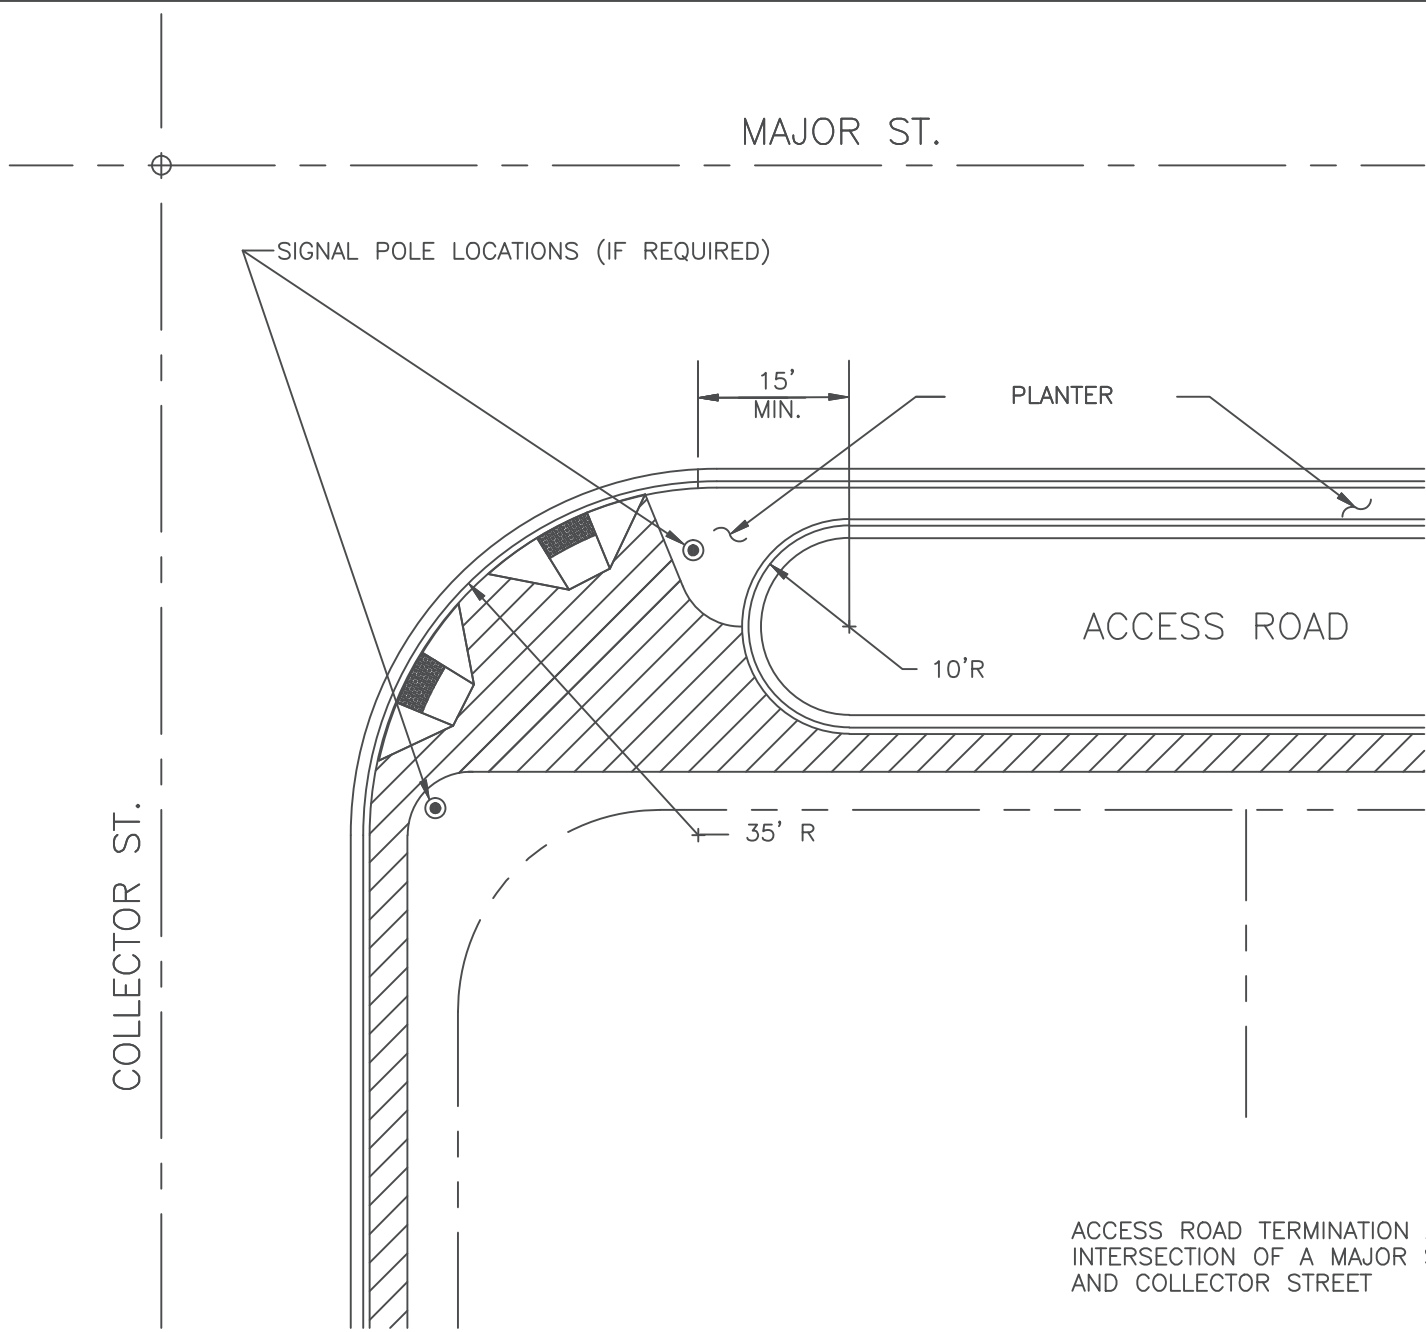 MAJOR ST.
SIGNAL POLE LOCATIONS (IF REQUIRED)
15'
MIN.
PLANTER
ACCESS ROAD
10'R
35' R
COLLECTOR ST.
ACCESS ROAD TERMINATION
INTERSECTION OF A MAJOR
AND COLLECTOR STREET